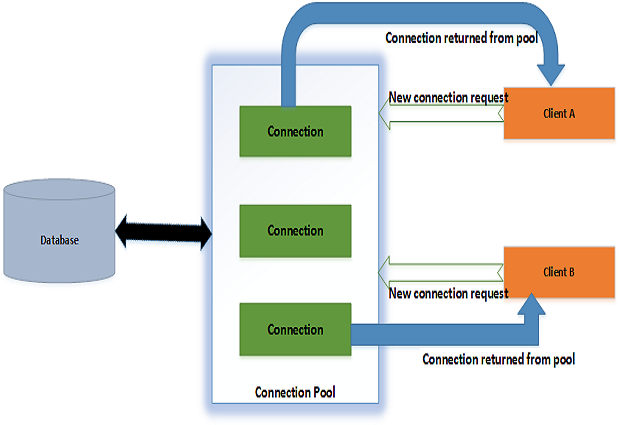 Connection returned from pool
New connection request
Client A
Connection
Connection
Database
Client B
New connection request
Connection
Connection returned from pool
Connection Pool